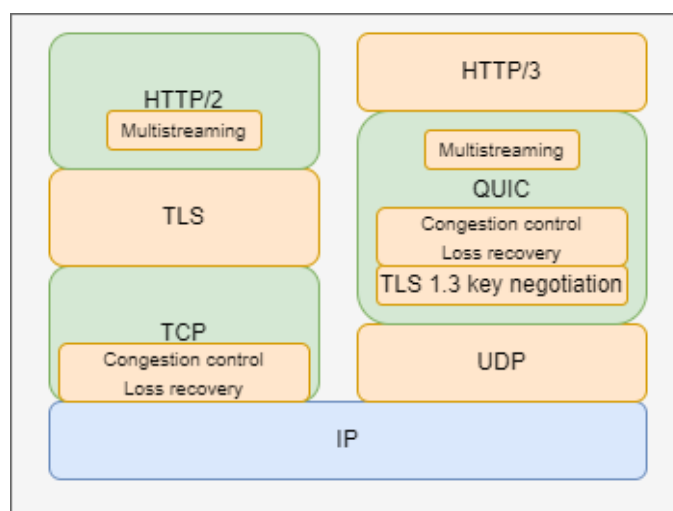 HTTP/2
Multistreaming
TLS
TCP
Congestion control
Loss recovery
HTTP/3
Multistreaming
QUIC
Congestion control
Loss recovery
TLS 1.3 key negotiation
UDP
IP